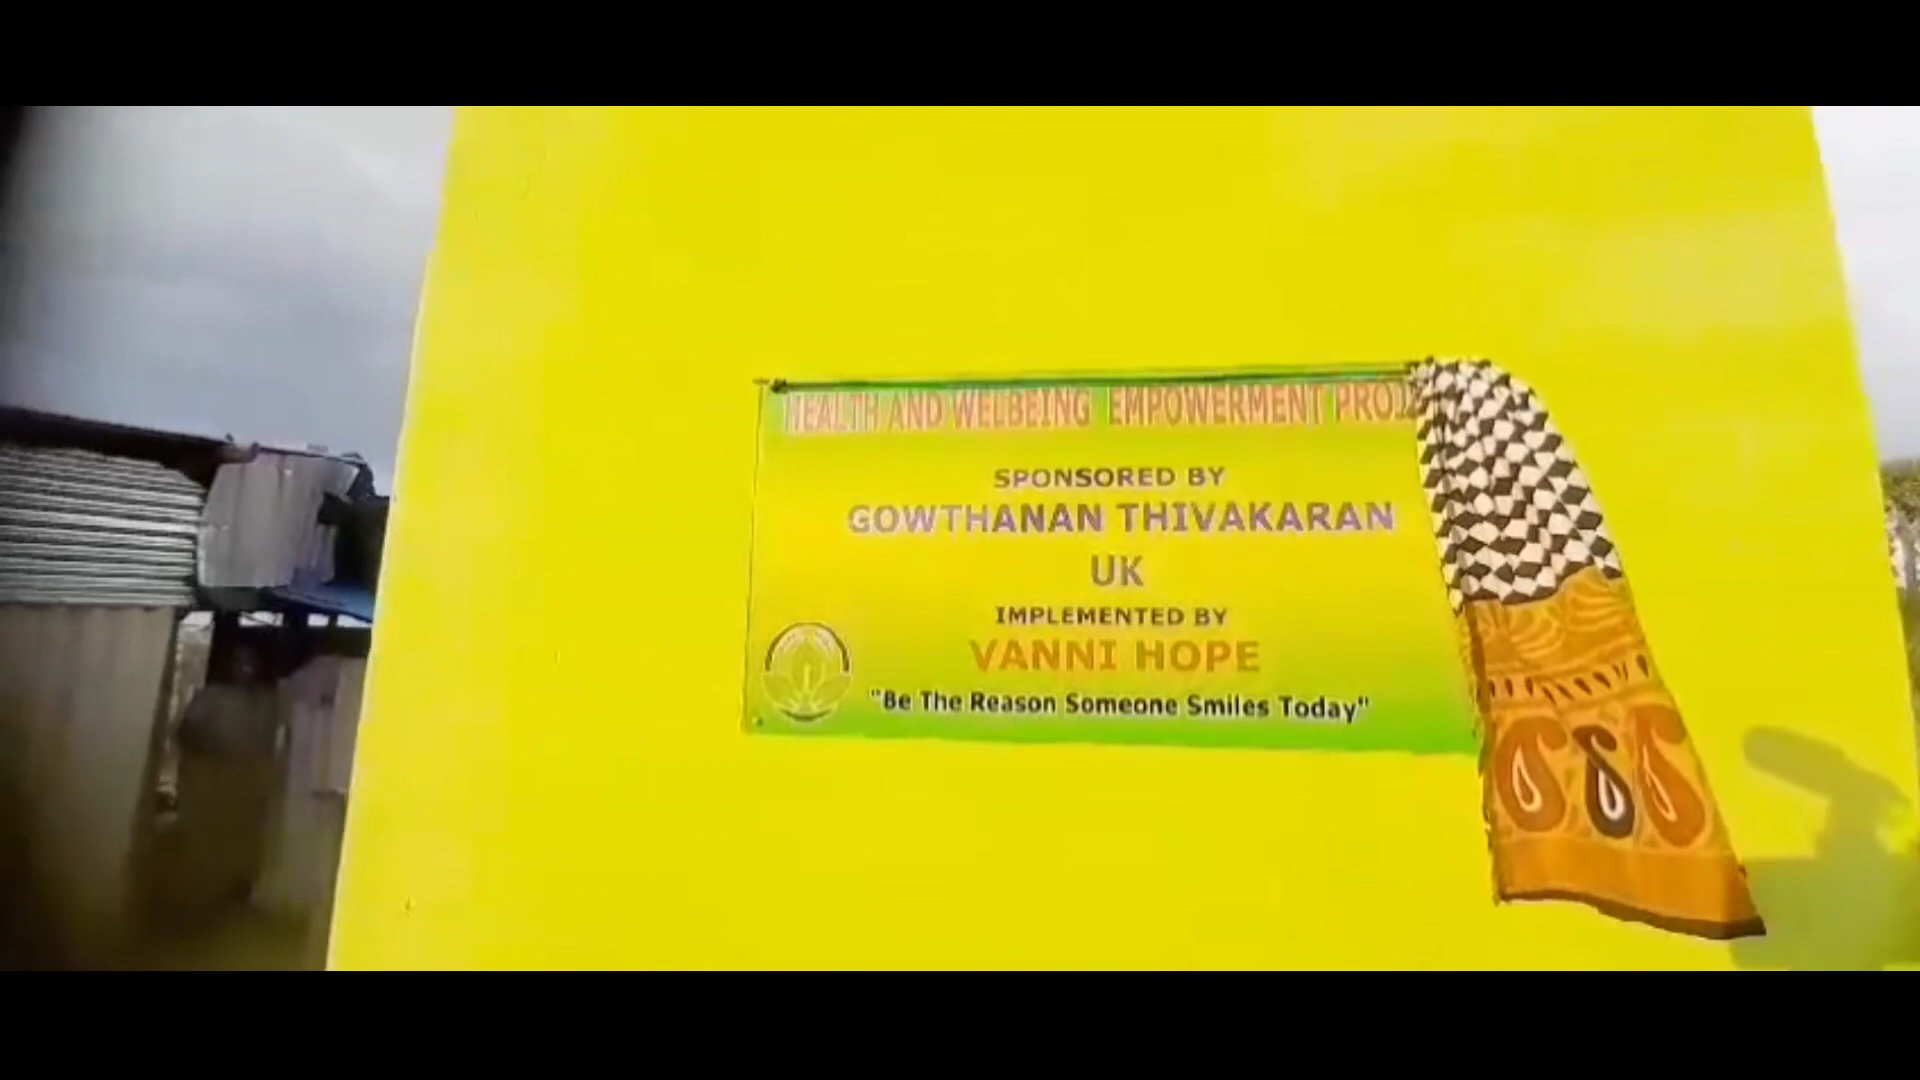 HEALTH AND WELBEING EMPOWERMENT PROJ
SPONSORED BY
GOWTHANAN THIVAKARAN
UK
IMPLEMENTED BY
VANNI HOPE
"Be The Reason Someone Smiles Today"